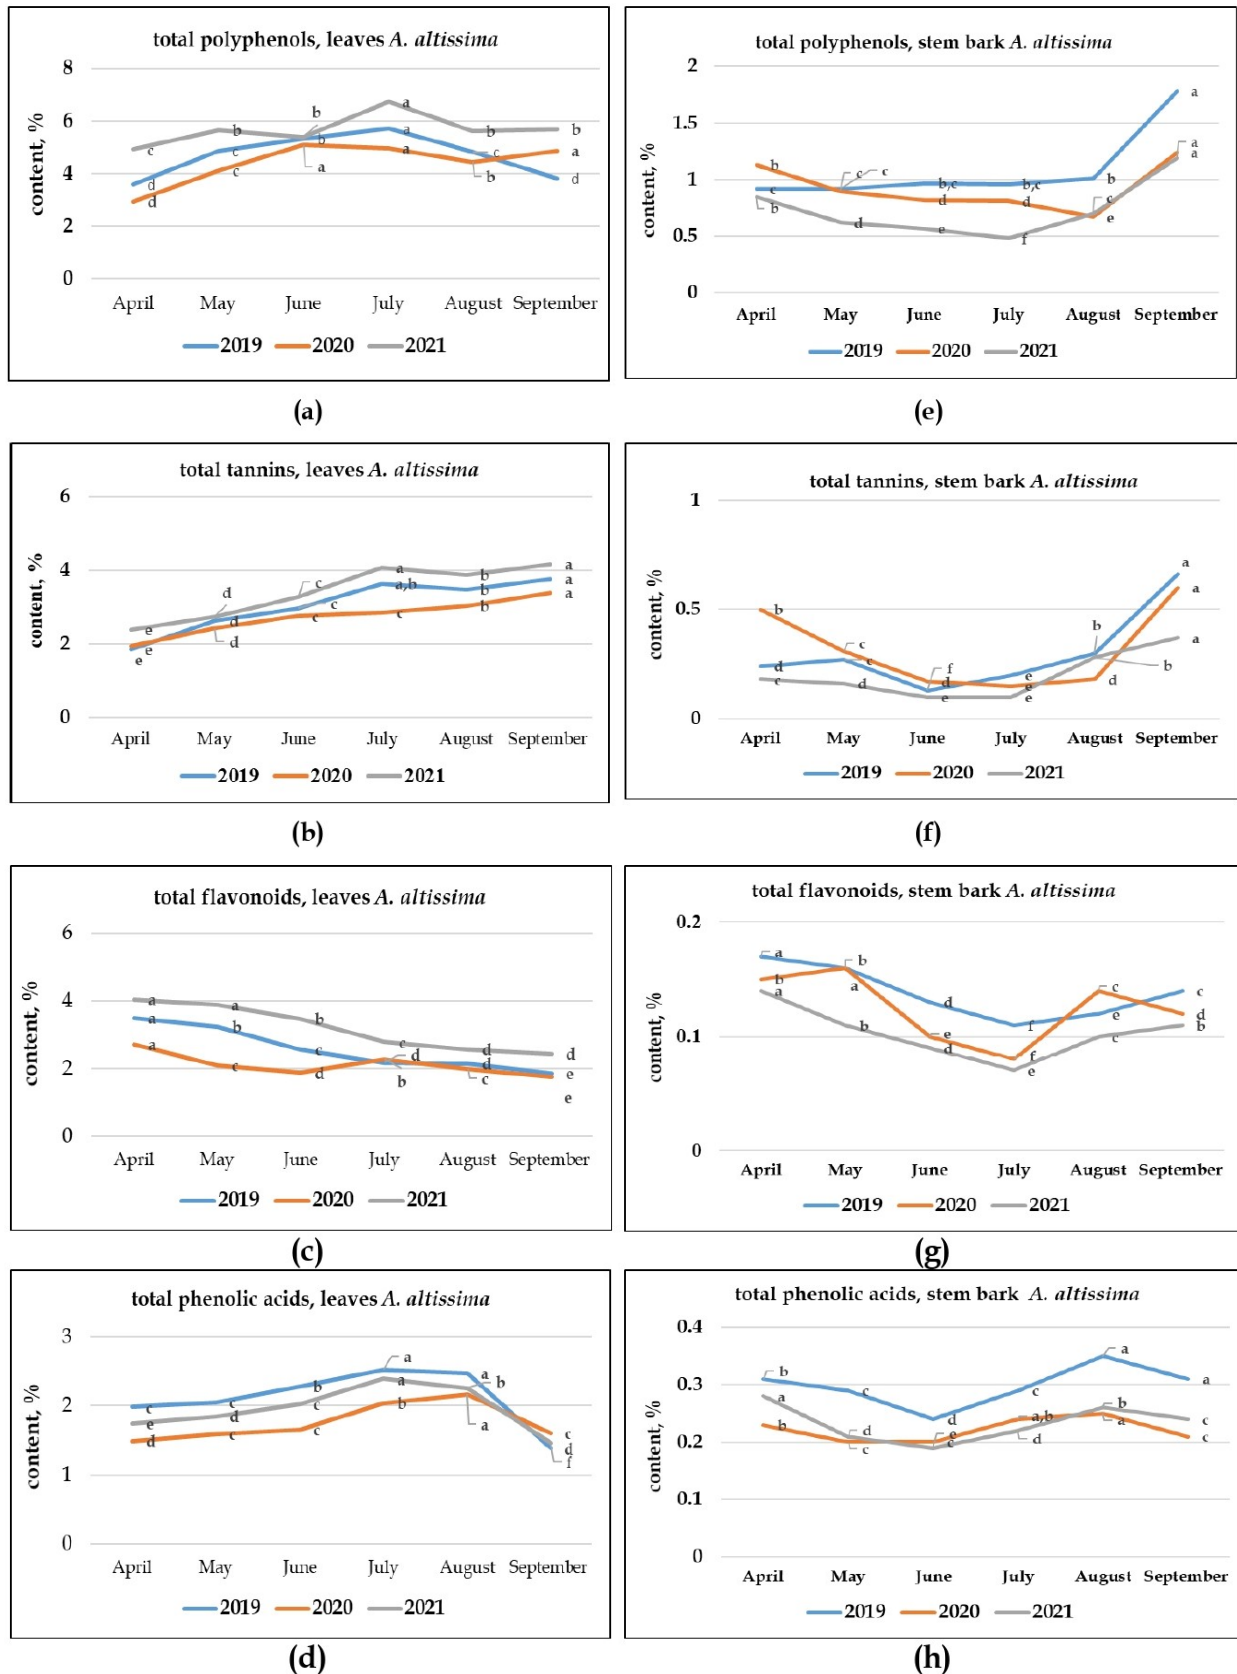 total polyphenols, leaves A. altissima
8
6
4
2
0
content, %
c
b
b
a
b
b
d
c
b
a
c
d
d
c
a
a
b
a
April May June July August September
2019 2020 2021
(a)
total polyphenols, stem bark A. altissima
2
1.5
1
0.5
0
content, %
b
c
b
c
c
d
b,c
d
e
b,c
d
f
b
c
e
a
a
a
April May June July August September
2019 2020 2021
(e)
total tannins, leaves A. altissima
6
4
2
0
content, %
e
e
e
d
d
d
c
c
c
a
a,b
c
b
b
b
a
a
a
April May June July August September
2019 2020 2021
(b)
total tannins, stem bark A. altissima
1
0.5
0
content, %
b
d
c
c
c
d
f
d
e
e
e
e
b
b
d
a
a
a
April May June July August September
2019 2020 2021
(f)
total flavonoids, leaves A. altissima
6
4
2
0
content, %
a
a
a
a
b
c
b
c
d
c
d
b
d
d
c
d
e
e
April May June July August September
2019 2020 2021
(c)
total flavonoids, stem bark A. altissima
0.2
0.1
0
content, %
a
b
a
b
a
b
d
e
d
f
f
e
c
e
c
c
d
b
April May June July August September
2019 2020 2021
(g)
total phenolic acids, leaves A. altissima
3
2
1
0
content, %
c
e
d
c
d
c
b
c
c
a
a
b
a
b
a
c
d
f
April May June July August September
2019 2020 2021
(d)
total phenolic acids, stem bark A. altissima
0.4
0.3
0.2
0.1
0
content, %
b
a
b
c
d
c
d
e
c
c
a,b
d
a
b
a
a
c
c
April May June July August September
2019 2020 2021
(h)